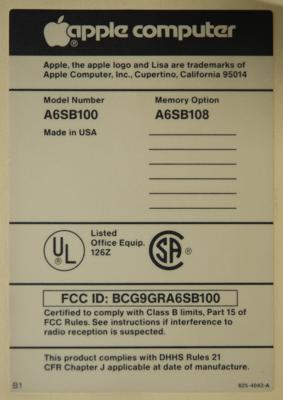 apple computer
®
Apple, the apple logo and Lisa are trademarks of
Apple Computer, Inc., Cupertino, California 95014
Model Number Memory Option
A6SB100 A6SB108
Made in USA
UL
®
Listed
Office Equip.
126Z
SA
®
FCC ID: BCG9GRA6SB100
Certified to comply with Class B limits, Part 15 of
FCC Rules. See instructions if interference to
radio reception is suspected.
This product complies with DHHS Rules 21
CFR Chapter J applicable at date of manufacture.
B1 825-4043-A